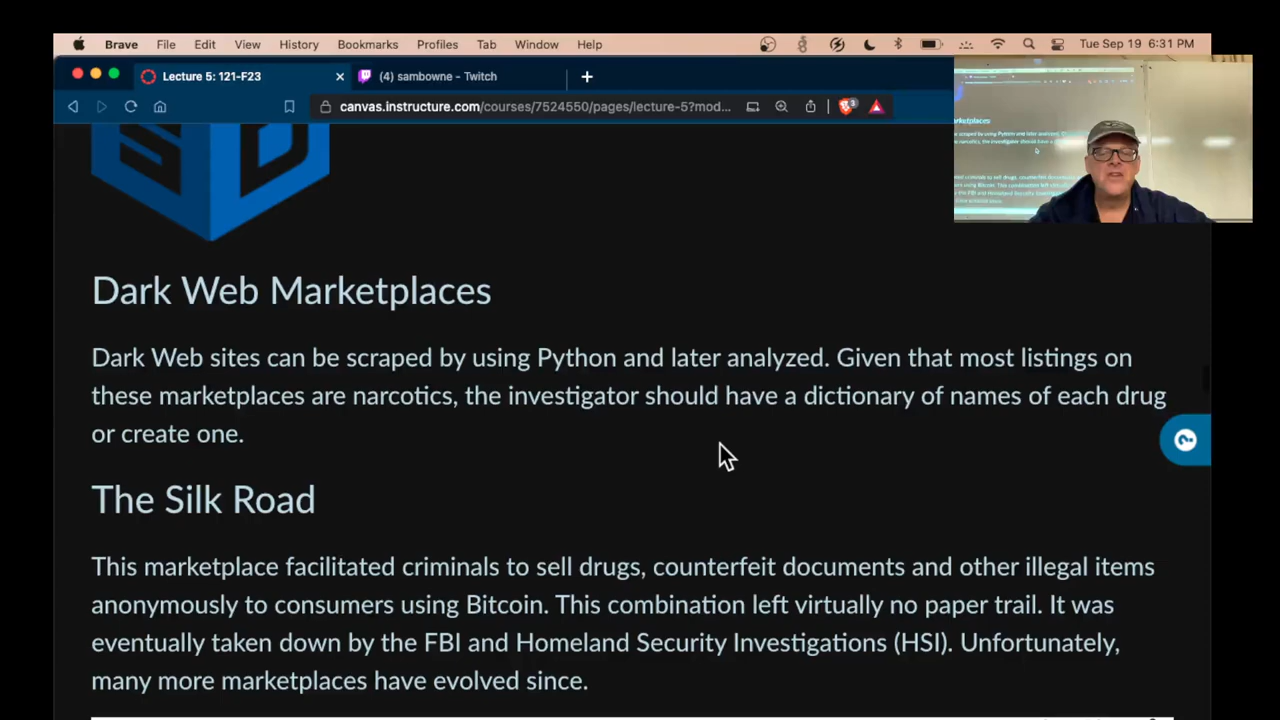 Brave File Edit View History Bookmarks Profiles Tab Window Help Tue Sep 19 6:31 PM
Lecture 5: 121-F23 (4) sambowne - Twitch
canvas.instructure.com/courses/7524550/pages/lecture-5?mod...
3
SD
Dark Web Marketplaces
Dark Web sites can be scraped by using Python and later analyzed. Given that most listings on
these marketplaces are narcotics, the investigator should have a dictionary of names of each drug
or create one.
The Silk Road
This marketplace facilitated criminals to sell drugs, counterfeit documents and other illegal items
anonymously to consumers using Bitcoin. This combination left virtually no paper trail. It was
eventually taken down by the FBI and Homeland Security Investigations (HSI). Unfortunately,
many more marketplaces have evolved since.